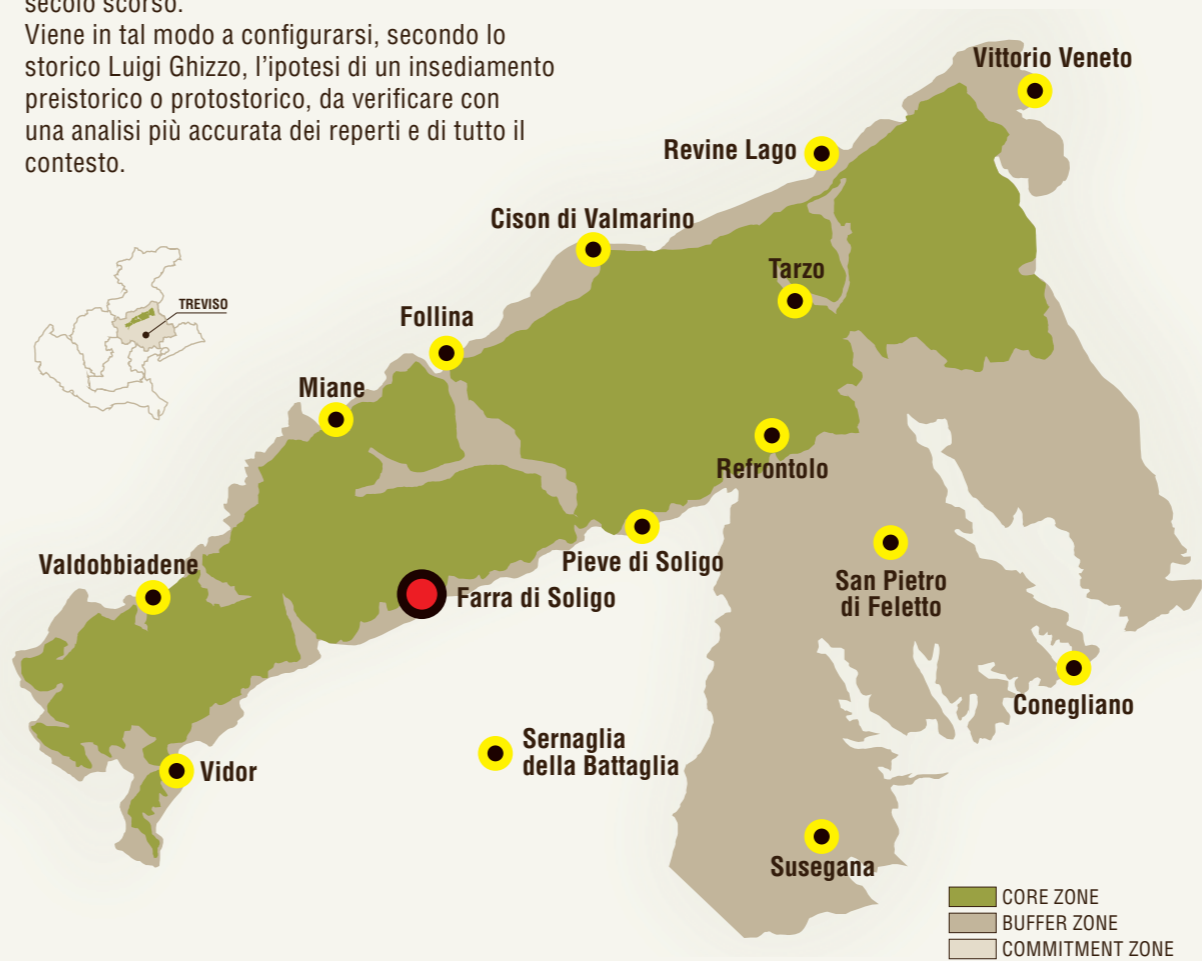 secolo scorso.
Viene in tal modo a configurarsi, secondo lo
storico Luigi Ghizzo, l'ipotesi di un insediamento
preistorico o protostorico, da verificare con
una analisi più accurata dei reperti e di tutto il
contesto.
Vittorio Veneto
Revine Lago
Cison di Valmarino
Tarzo
TREVISO
Follina
Miane
Refrontolo
Pieve di Soligo
Valdobbiadene
Farra di Soligo
San Pietro
di Feletto
Conegliano
Sernaglia
della Battaglia
Vidor
Susegana
CORE ZONE
BUFFER ZONE
COMMITMENT ZONE